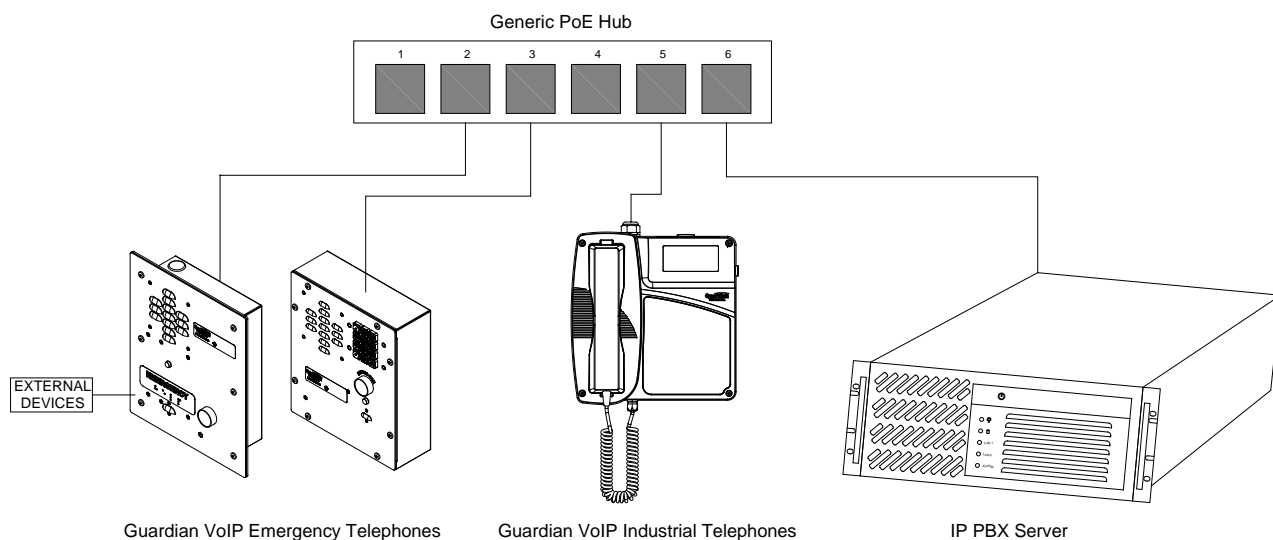 Generic PoE Hub
1 2 3 4 5 6
EXTERNAL
DEVICES
EMERGENCY
Guardian VoIP Emergency Telephones
Guardian VoIP Industrial Telephones
IP PBX Server